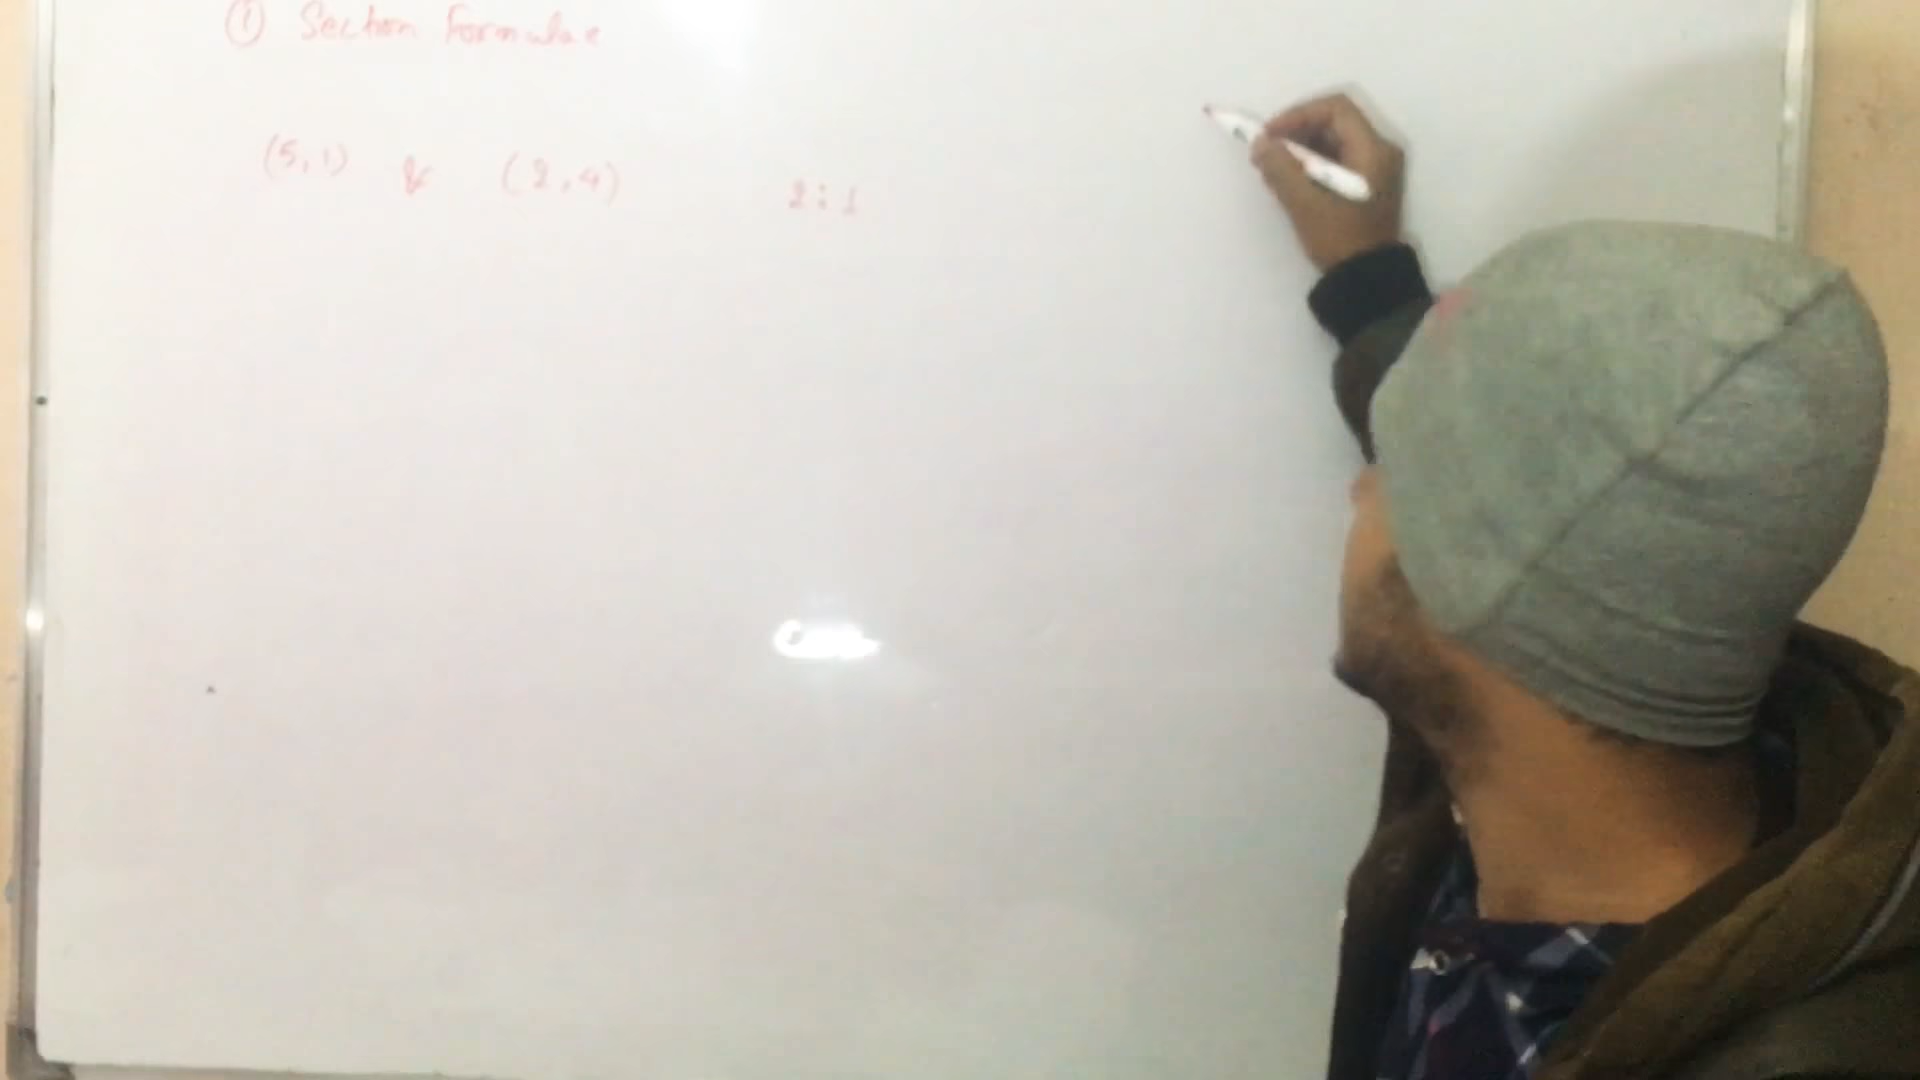 ① Section Formulae
(5,1) & (2,4) 2:1